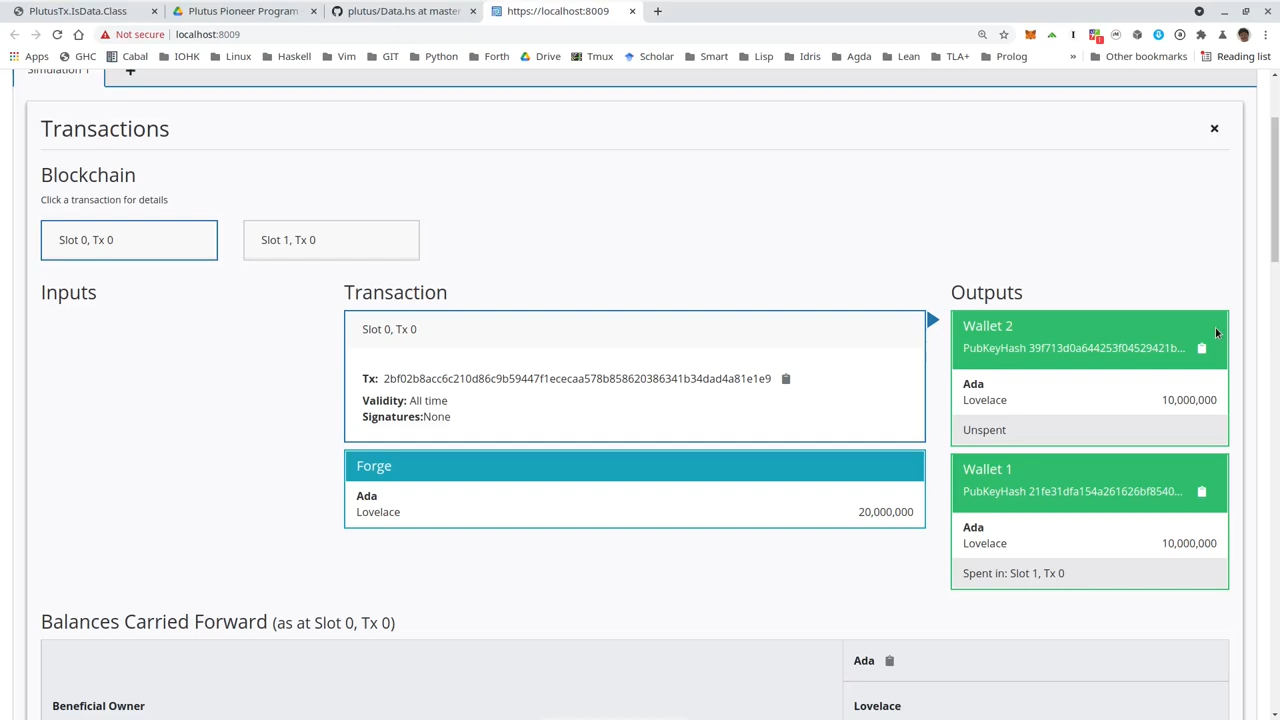 PlutusTx.IsData.Class
Plutus Pioneer Program
plutus/Data.hs at master
https://localhost:8009
Not secure
localhost:8009
Apps
GHC
Cabal
IOHK
Linux
Haskell
Vim
GIT
Python
Forth
Drive
Tmux
Scholar
Smart
Lisp
Idris
Agda
Lean
TLA+
Prolog
»
Other bookmarks
Reading list
Simulation 1
+
Transactions
Blockchain
Click a transaction for details
Slot 0, Tx 0
Slot 1, Tx 0
Inputs
Transaction
Outputs
Slot 0, Tx 0
Tx: 2bf02b8acc6c210d86c9b59447f1ececaa578b858620386341b34dad4a81e1e9
Validity: All time
Signatures:None
Forge
Ada
Lovelace 20,000,000
Wallet 2
PubKeyHash 39f713d0a644253f04529421b...
Ada
Lovelace 10,000,000
Unspent
Wallet 1
PubKeyHash 21fe31dfa154a261626bf8540...
Ada
Lovelace 10,000,000
Spent in: Slot 1, Tx 0
Balances Carried Forward (as at Slot 0, Tx 0)
Ada
Beneficial Owner
Lovelace